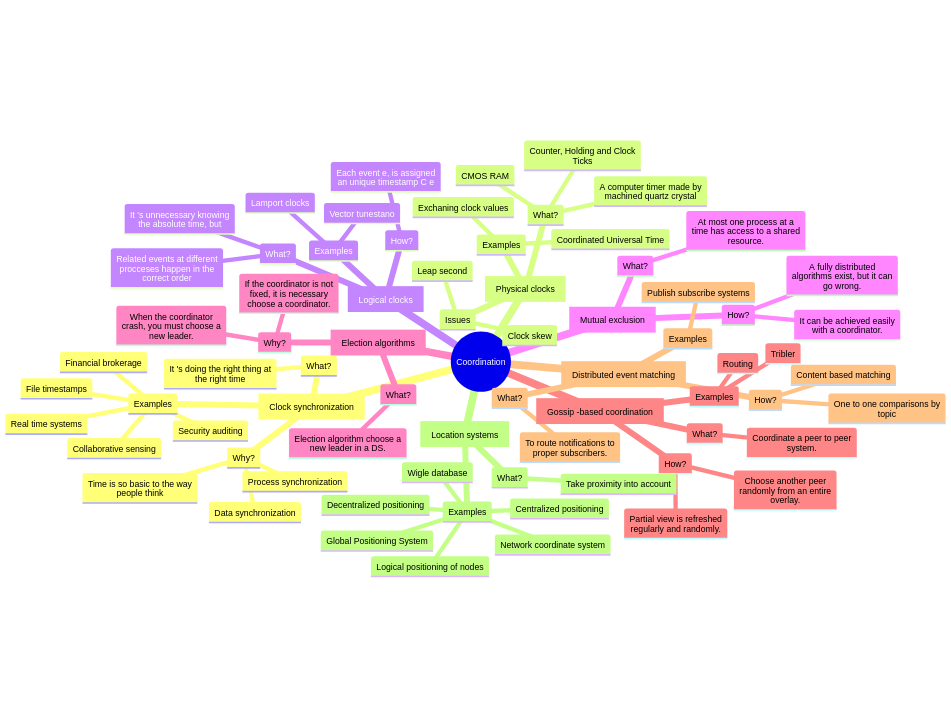 Counter, Holding and Clock
Ticks
CMOS RAM
Each event e, is assigned
an unique timestamp C e
A computer timer made by
machined quartz crystal
Lamport clocks
Exchaning clock values
Vector tunestano
What?
It 's unnecessary knowing
the absolute time, but
At most one process at a
time has access to a shared
resource.
How?
Examples
Coordinated Universal Time
What?
Examples
Related events at different
procceses happen in the
correct order
What?
Leap second
A fully distributed
algorithms exist, but it can
go wrong.
If the coordinator is not
fixed, it is necessary
choose a coordinator.
Physical clocks
Publish subscribe systems
Logical clocks
Issues
Mutual exclusion
How?
It can be achieved easily
with a coordinator.
When the coordinator
crash, you must choose a
new leader.
Clock skew
Examples
Why?
Election algorithms
Tribler
Financial brokerage
Coordination
Routing
It 's doing the right thing at
the right time
What?
Distributed event matching
Content based matching
File timestamps
What?
What?
Examples
How?
Examples
Clock synchronization
Gossip -based coordination
One to one comparisons by
topic
Real time systems
Security auditing
Location systems
What?
Collaborative sensing
Election algorithm choose a
new leader in a DS.
To route notifications to
proper subscribers.
Coordinate a peer to peer
system.
Why?
How?
Time is so basic to the way
people think
Process synchronization
Wigle database
What?
Take proximity into account
Choose another peer
randomly from an entire
overlay.
Data synchronization
Decentralized positioning
Examples
Centralized positioning
Partial view is refreshed
regularly and randomly.
Global Positioning System
Network coordinate system
Logical positioning of nodes